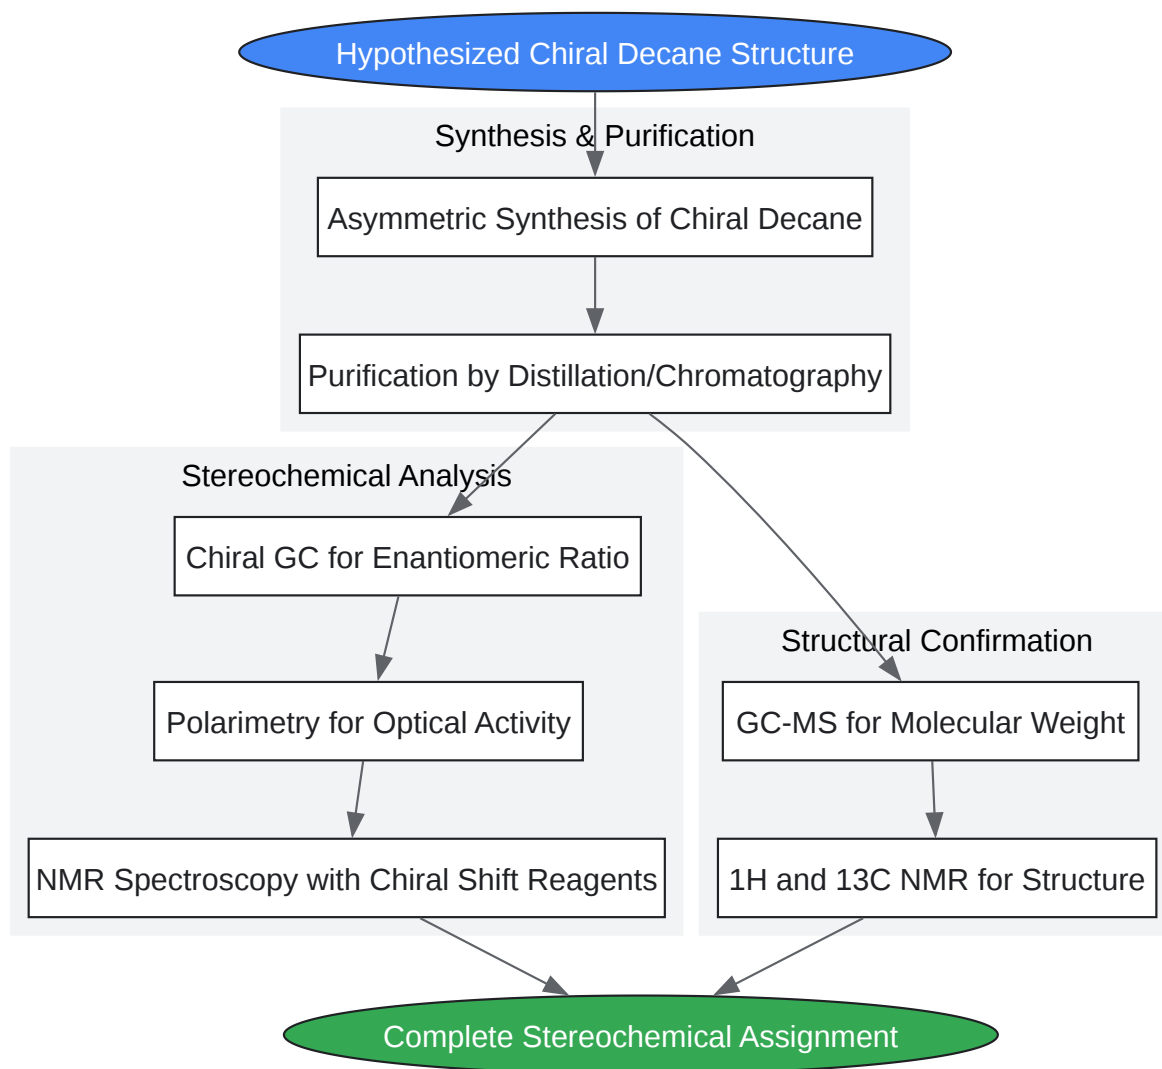 Hypothesized Chiral Decane Structure
Synthesis & Purification
Asymmetric Synthesis of Chiral Decane
Purification by Distillation/Chromatography
Stereochemical Analysis
Chiral GC for Enantiomeric Ratio
Polarimetry for Optical Activity
NMR Spectroscopy with Chiral Shift Reagents
Structural Confirmation
GC-MS for Molecular Weight
1H and 13C NMR for Structure
Complete Stereochemical Assignment